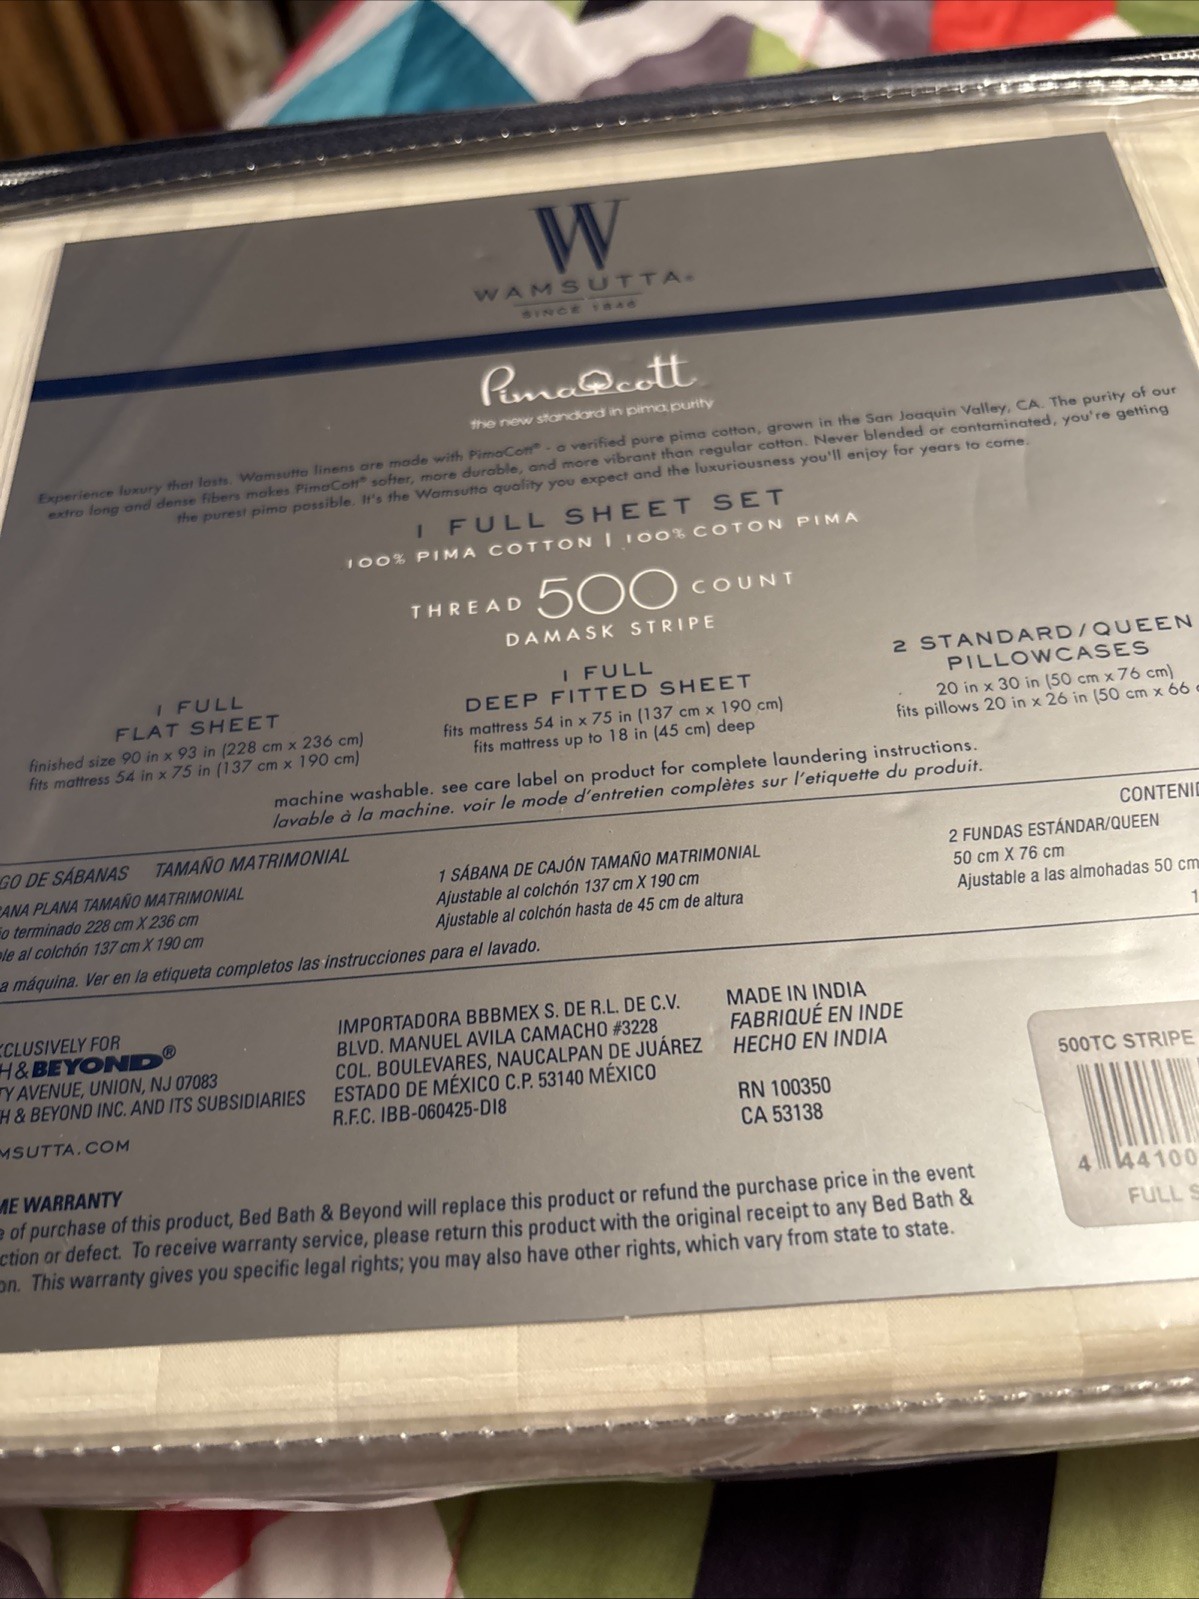 W
WAMSUTTA®
SINCE 1846
PimaCott
the new standard in pima purity
Experience luxury that lasts. Wamsutta linens are made with PimaCott® - a verified pure pima cotton, grown in the San Joaquin Valley, CA. The purity of our
extra long and dense fibers makes PimaCott® softer, more durable, and more vibrant than regular cotton. Never blended or contaminated, you're getting
the purest pima possible. It's the Wamsutta quality you expect and the luxuriousness you'll enjoy for years to come.
1 FULL SHEET SET
100% PIMA COTTON | 100% COTON PIMA
THREAD 500 COUNT
DAMASK STRIPE
1 FULL
FLAT SHEET
finished size 90 in x 93 in (228 cm x 236 cm)
fits mattress 54 in x 75 in (137 cm x 190 cm)
1 FULL
DEEP FITTED SHEET
fits mattress 54 in x 75 in (137 cm x 190 cm)
fits mattress up to 18 in (45 cm) deep
2 STANDARD/QUEEN
PILLOWCASES
20 in x 30 in (50 cm x 76 cm)
fits pillows 20 in x 26 in (50 cm x 66
machine washable. see care label on product for complete laundering instructions.
lavable à la machine. voir le mode d'entretien complètes sur l'etiquette du produit.
GO DE SÁBANAS TAMAÑO MATRIMONIAL
ANA PLANA TAMAÑO MATRIMONIAL
o terminado 228 cm X 236 cm
le al colchón 137 cm X 190 cm
a máquina. Ver en la etiqueta completos las instrucciones para el lavado.
1 SÁBANA DE CAJÓN TAMAÑO MATRIMONIAL
Ajustable al colchón 137 cm X 190 cm
Ajustable al colchón hasta de 45 cm de altura
CONTENID
2 FUNDAS ESTÁNDAR/QUEEN
50 cm X 76 cm
Ajustable a las almohadas 50 cm
1
XCLUSIVELY FOR
H & BEYOND®
TY AVENUE, UNION, NJ 07083
H & BEYOND INC. AND ITS SUBSIDIARIES
MSUTTA.COM
IMPORTADORA BBBMEX S. DE R.L. DE C.V.
BLVD. MANUEL AVILA CAMACHO #3228
COL. BOULEVARES, NAUCALPAN DE JUÁREZ
ESTADO DE MÉXICO C.P. 53140 MÉXICO
R.F.C. IBB-060425-DI8
MADE IN INDIA
FABRIQUÉ EN INDE
HECHO EN INDIA
RN 100350
CA 53138
500TC STRIPE
4 44100
FULL S
ME WARRANTY
e of purchase of this product, Bed Bath & Beyond will replace this product or refund the purchase price in the event
ction or defect. To receive warranty service, please return this product with the original receipt to any Bed Bath &
on. This warranty gives you specific legal rights; you may also have other rights, which vary from state to state.